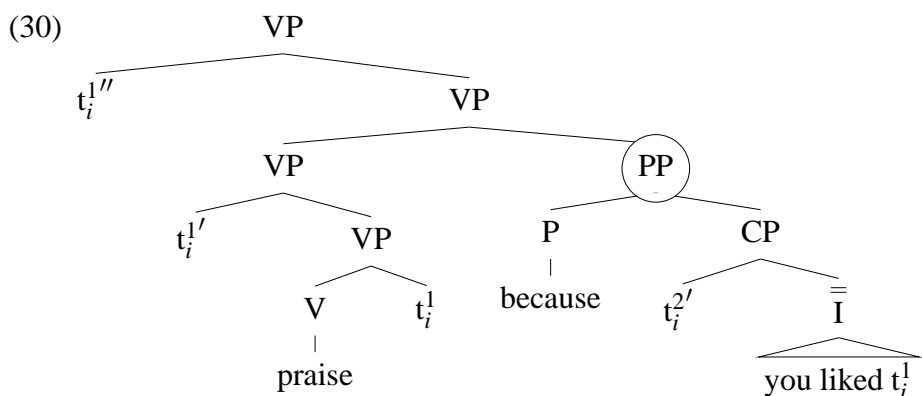 (30) VP
t_i^{1′′} VP
VP PP
t_i^{1′} VP P CP
V t_i^1 because t_i^{2′} I̿
praise you liked t_i^1